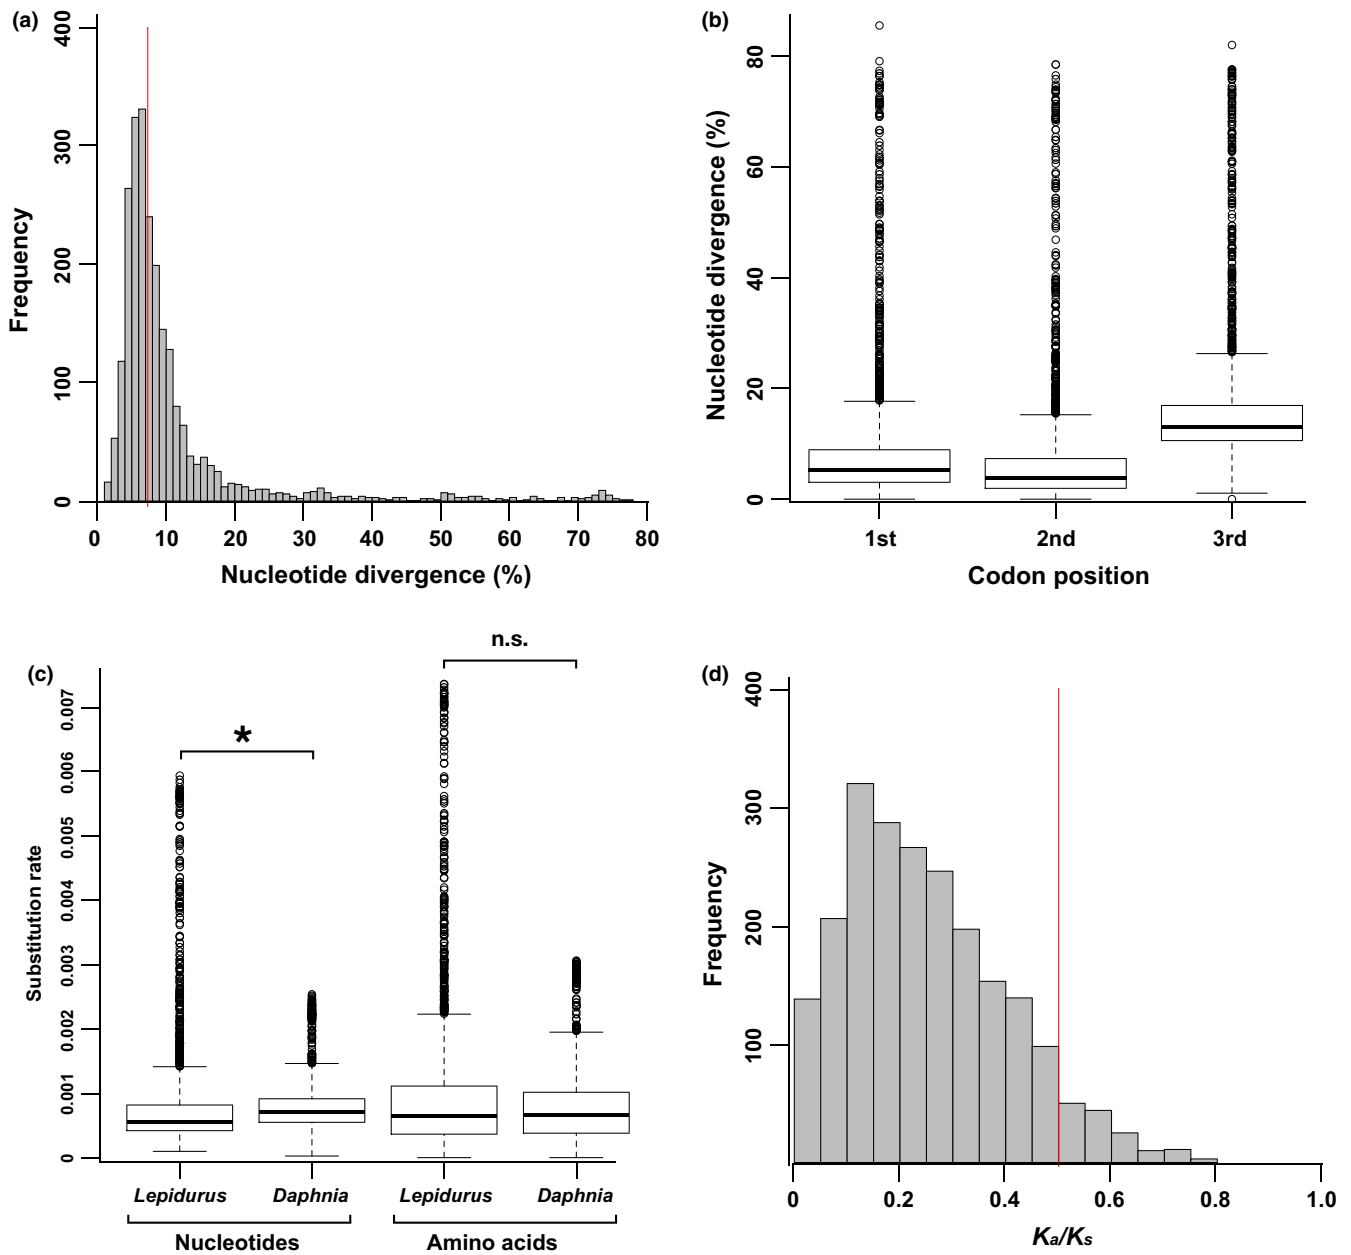 (a)
400
300
200
100
0
Frequency
0 10 20 30 40 50 60 70 80
Nucleotide divergence (%)
(b)
80
60
40
20
0
Nucleotide divergence (%)
1st 2nd 3rd
Codon position
(c)
n.s.
*
0.007
0.006
0.005
0.004
0.003
0.002
0.001
0
Substitution rate
Lepidurus Daphnia Lepidurus Daphnia
Nucleotides Amino acids
(d)
400
300
200
100
Frequency
0 0.2 0.4 0.6 0.8 1.0
Ka/Ks